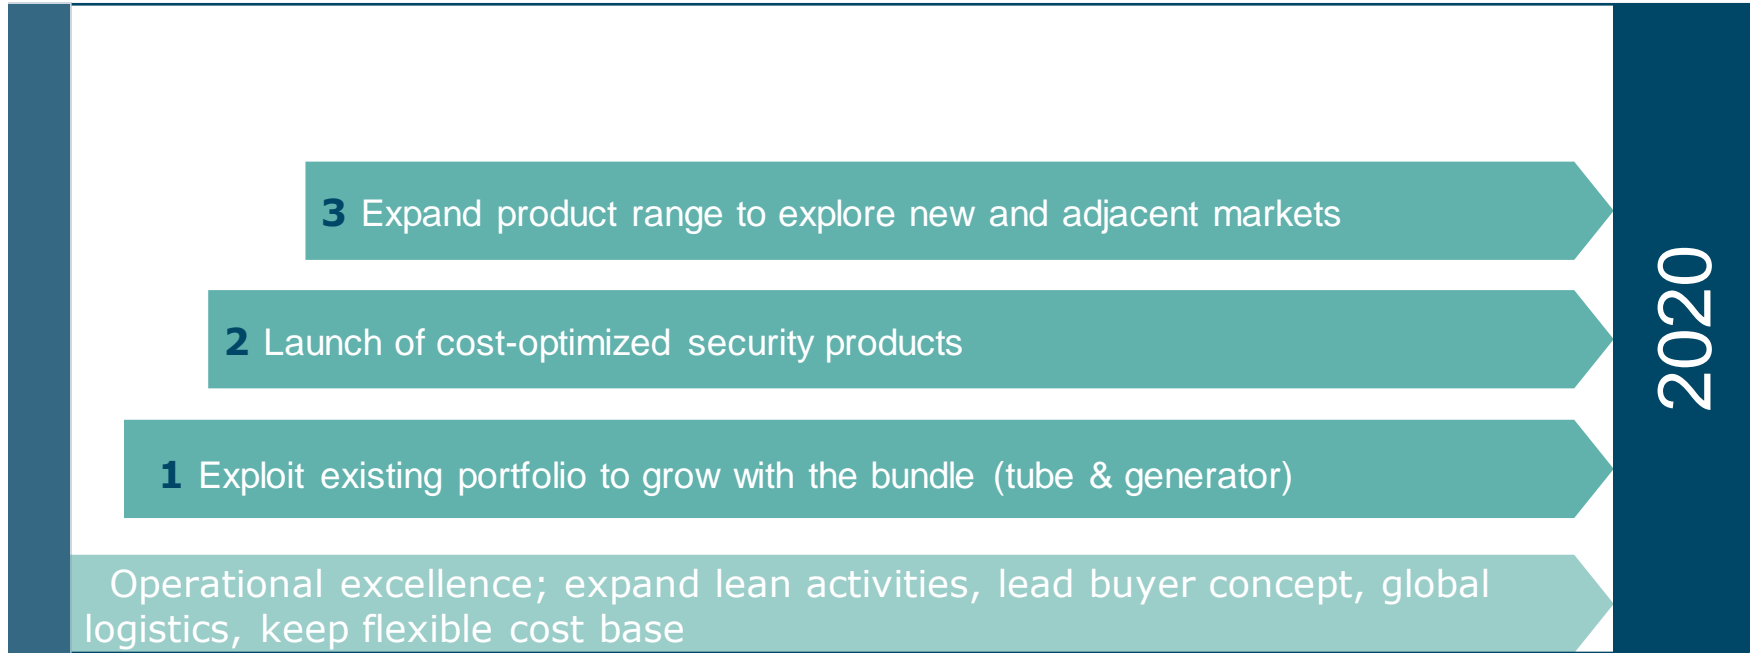 3 Expand product range to explore new and adjacent markets
2 Launch of cost-optimized security products
1 Exploit existing portfolio to grow with the bundle (tube & generator)
Operational excellence; expand lean activities, lead buyer concept, global
logistics, keep flexible cost base
2020